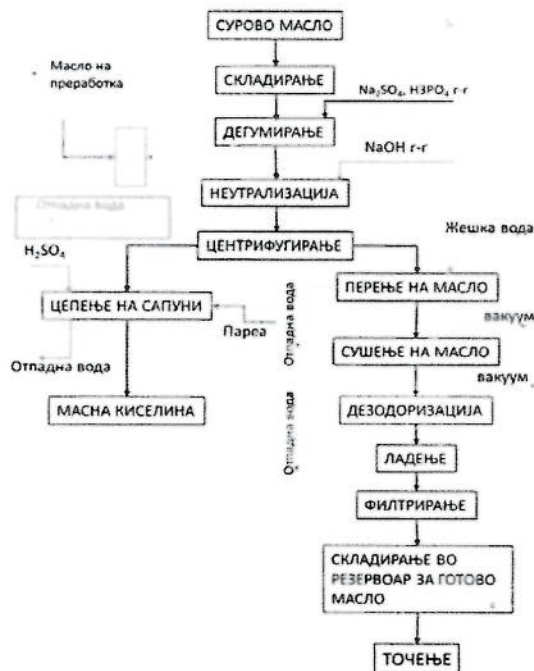 СУРОВО МАСЛО
Масло на
преработка
СКЛАДИРАЊЕ
Na₂SO₄, H3PO₄ г-г
ДЕГУМИРАЊЕ
NaOH г-г
НЕУТРАЛИЗАЦИЈА
Отпадна вода
ЦЕНТРИФУГИРАЊЕ
Жешка вода
H₂SO₄
ЦЕПЕЊЕ НА САПУНИ
Пареа
Отпадна вода
ПЕРЕЊЕ НА МАСЛО
вакуум
СУШЕЊЕ НА МАСЛО
Отпадна вода
вакуум
МАСНА КИСЕЛИНА
Отпадна вода
ДЕЗОДОРИЗАЦИЈА
ЛАДЕЊЕ
ФИЛТРИРАЊЕ
СКЛАДИРАЊЕ ВО
РЕЗЕРВОАР ЗА ГОТОВО
МАСЛО
ТОЧЕЊЕ